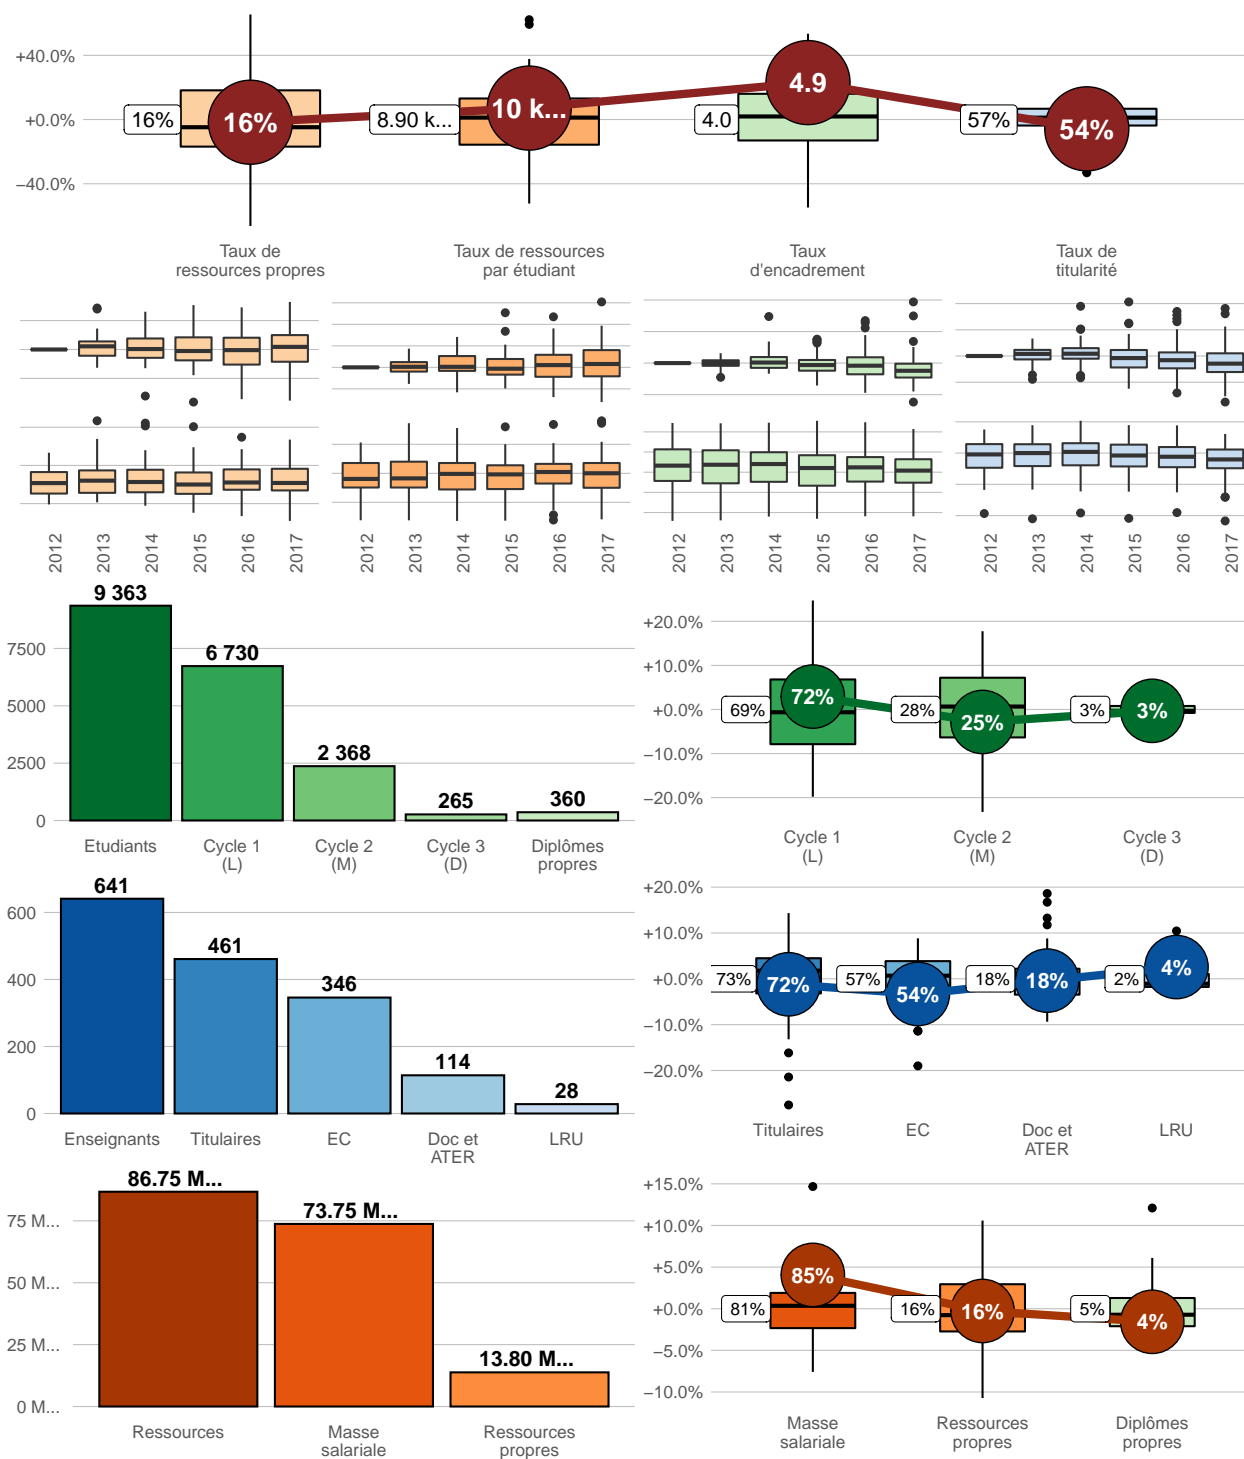 +40.0%
+0.0%
−40.0%
16%
16%
8.90 k...
10 k...
4.0
4.9
57%
54%
Taux de
ressources propres
Taux de ressources
par étudiant
Taux
d'encadrement
Taux de
titularité
2012
2013
2014
2015
2016
2017
2012
2013
2014
2015
2016
2017
2012
2013
2014
2015
2016
2017
2012
2013
2014
2015
2016
2017
7500
5000
2500
0
9 363
6 730
2 368
265
360
Etudiants
Cycle 1
(L)
Cycle 2
(M)
Cycle 3
(D)
Diplômes
propres
+20.0%
+10.0%
+0.0%
−10.0%
−20.0%
69%
72%
28%
25%
3%
3%
Cycle 1
(L)
Cycle 2
(M)
Cycle 3
(D)
600
400
200
0
641
461
346
114
28
Enseignants
Titulaires
EC
Doc et
ATER
LRU
+20.0%
+10.0%
+0.0%
−10.0%
−20.0%
73%
72%
57%
54%
18%
18%
2%
4%
Titulaires
EC
Doc et
ATER
LRU
75 M...
50 M...
25 M...
0 M...
86.75 M...
73.75 M...
13.80 M...
Ressources
Masse
salariale
Ressources
propres
+15.0%
+10.0%
+5.0%
+0.0%
−5.0%
−10.0%
81%
85%
16%
16%
5%
4%
Masse
salariale
Ressources
propres
Diplômes
propres